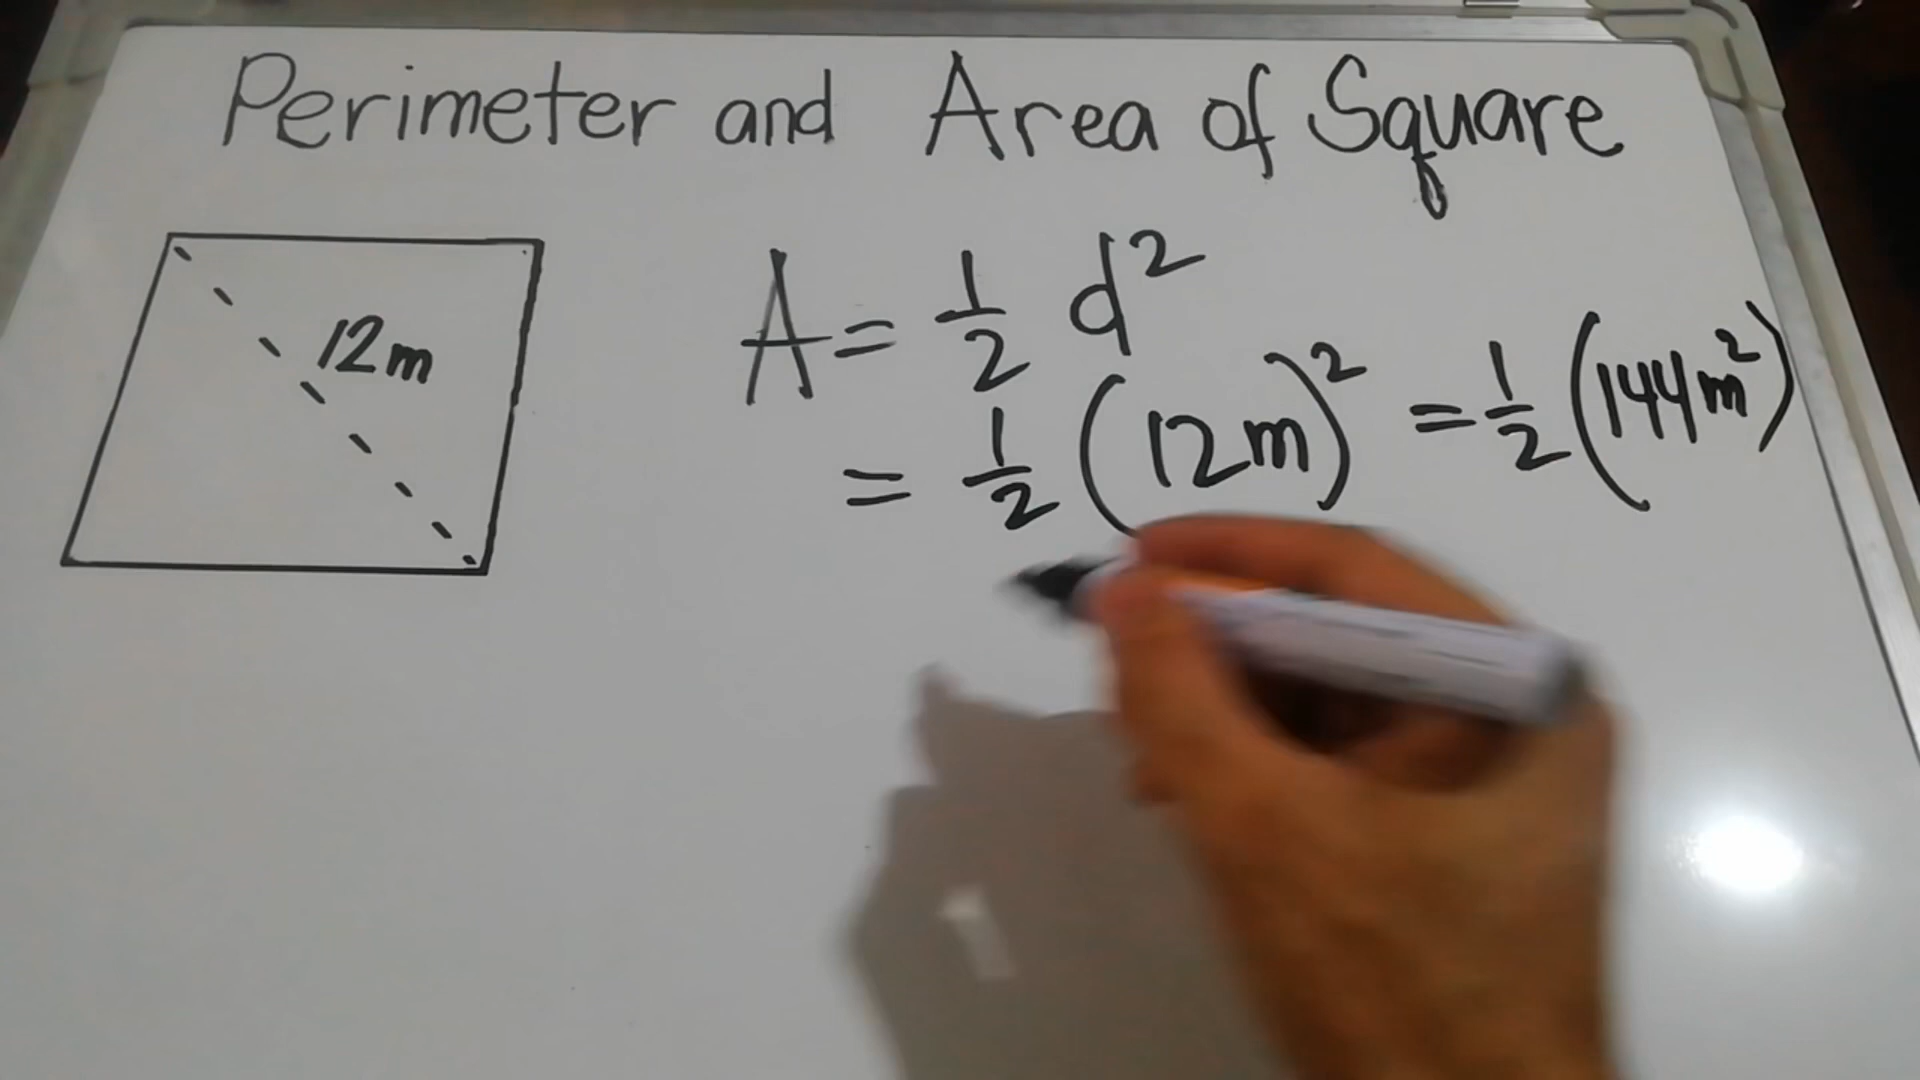 Perimeter and Area of Square
12m
A = 1/2 d²
= 1/2 (12m)² = 1/2 (144m²)